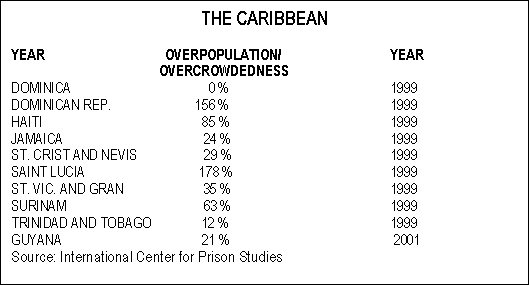 THE CARIBBEAN
YEAR OVERPOPULATION/ YEAR
OVERCROWDEDNESS
DOMINICA 0 % 1999
DOMINICAN REP. 156 % 1999
HAITI 85 % 1999
JAMAICA 24 % 1999
ST. CRIST AND NEVIS 29 % 1999
SAINT LUCIA 178 % 1999
ST. VIC. AND GRAN 35 % 1999
SURINAM 63 % 1999
TRINIDAD AND TOBAGO 12 % 1999
GUYANA 21 % 2001
Source: International Center for Prison Studies